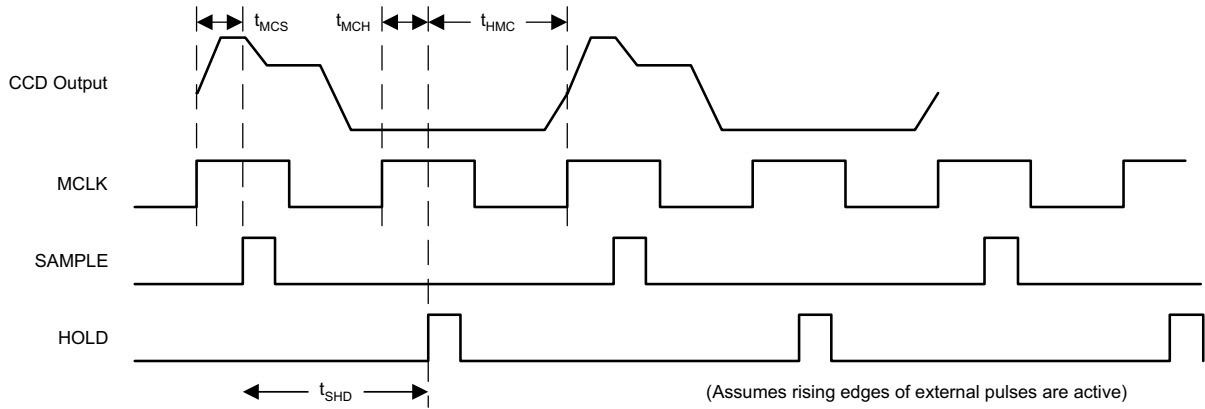 tMCS
tMCH
tHMC
CCD Output
MCLK
SAMPLE
HOLD
tSHD
(Assumes rising edges of external pulses are active)